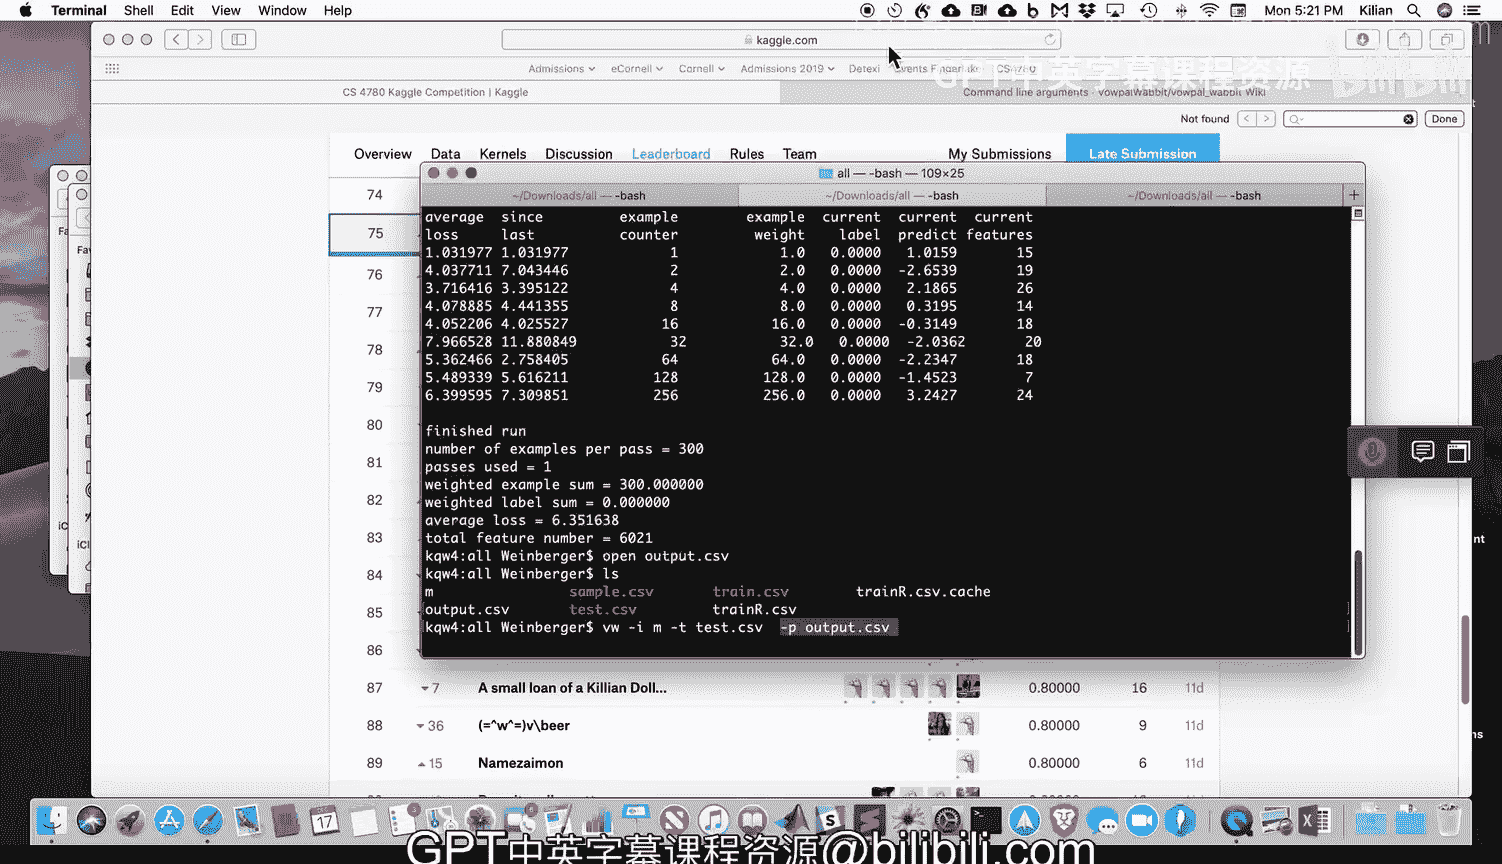 Terminal Shell Edit View Window Help Mon 5:21 PM Kilian
kaggle.com
Admissions eCornell Cornell Admissions 2019 Detexi Events Fingerlake CS4780
GPT中英字幕课程资源
CS 4780 Kaggle Competition | Kaggle Command line arguments · VowpalWabbit/vowpal_wabbit Wiki
Not found Done
Overview Data Kernels Discussion Leaderboard Rules Team My Submissions Late Submission
all — -bash — 109×25
~/Downloads/all — -bash ~/Downloads/all — -bash ~/Downloads/all — -bash +
average since example example current current current
loss last counter weight label predict features
1.031977 1.031977 1 1.0 0.0000 1.0159 15
4.037711 7.043446 2 2.0 0.0000 -2.6539 19
3.716416 3.395122 4 4.0 0.0000 2.1865 26
4.078885 4.441355 8 8.0 0.0000 0.3195 14
4.052206 4.025527 16 16.0 0.0000 -0.3149 18
7.966528 11.880849 32 32.0 0.0000 -2.0362 20
5.362466 2.758405 64 64.0 0.0000 -2.2347 18
5.489339 5.616211 128 128.0 0.0000 -1.4523 7
6.399595 7.309851 256 256.0 0.0000 3.2427 24
finished run
number of examples per pass = 300
passes used = 1
weighted example sum = 300.000000
weighted label sum = 0.000000
average loss = 6.351638
total feature number = 6021
kqw4:all Weinberger$ open output.csv
kqw4:all Weinberger$ ls
m sample.csv train.csv trainR.csv.cache
output.csv test.csv trainR.csv
kqw4:all Weinberger$ vw -i m -t test.csv -p output.csv
74
75
76
77
78
79
80
81
82
83
84
85
86
87 7 A small loan of a Killian Doll... 0.80000 16 11d
88 36 (=^w^=)v\beer 0.80000 9 11d
89 15 Namezaimon 0.80000 6 11d
17
GPT中英字幕课程资源@bilibili.com